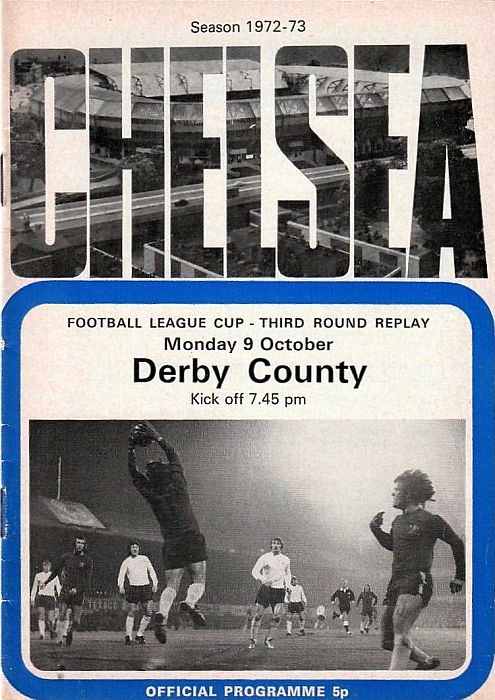 Season 1972-73
CHELSEA
FOOTBALL LEAGUE CUP - THIRD ROUND REPLAY
Monday 9 October
Derby County
Kick off 7.45 pm
TEXACO
OFFICIAL PROGRAMME 5p